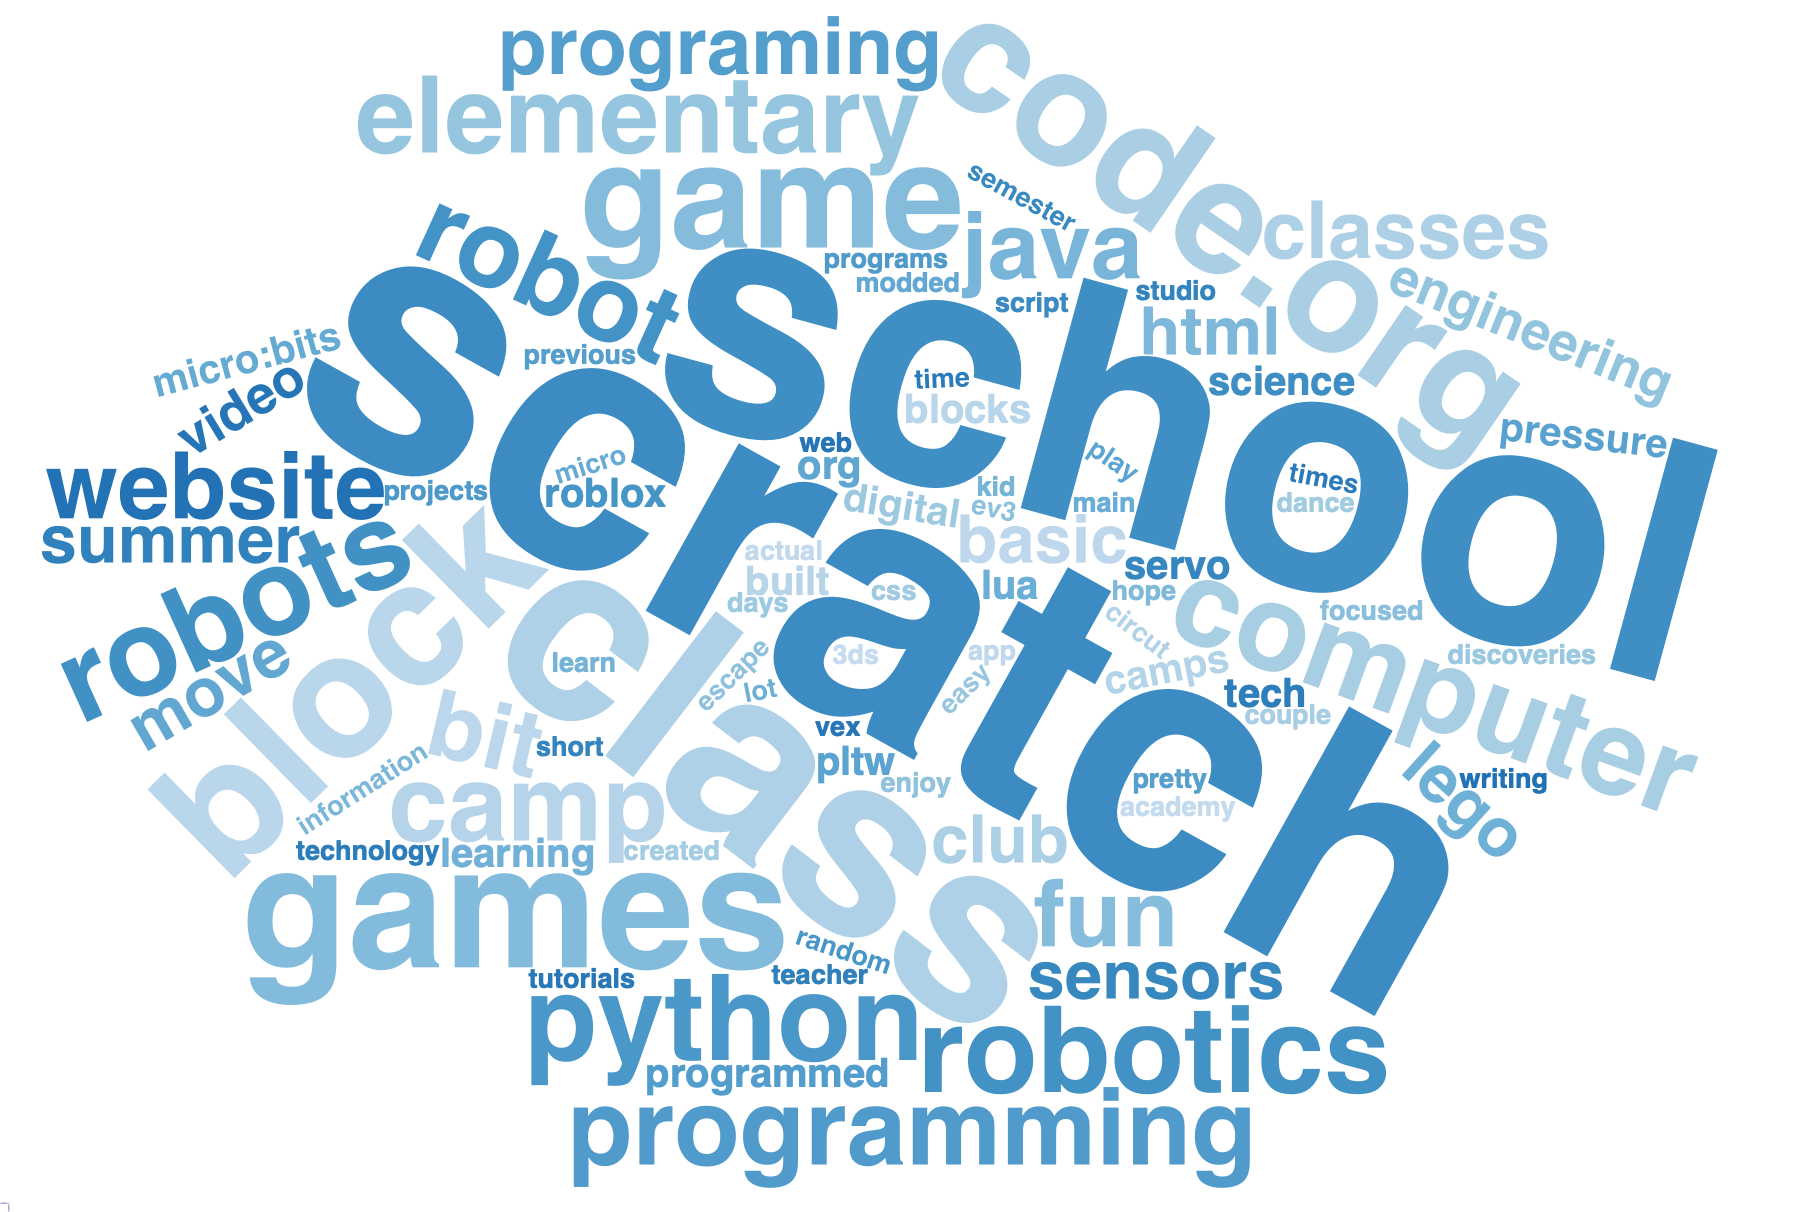 programing
code.org
elementary
game
semester
java
classes
robot
school
programs
modded
script
studio
html
engineering
micro:bits
video
scratch
previous
time
blocks
science
pressure
website
projects
micro
roblox
web
org
digital
kid
ev3
play
main
times
dance
summer
robots
block
class
actual
built
days
css
basic
lua
servo
hope
computer
focused
circut
camps
discoveries
move
learn
escape
lot
3ds
app
easy
tech
couple
bit
short
vex
pltw
enjoy
pretty
academy
lego
writing
information
camp
technology
learning
created
club
games
fun
random
tutorials
teacher
sensors
python
programmed
robotics
programming